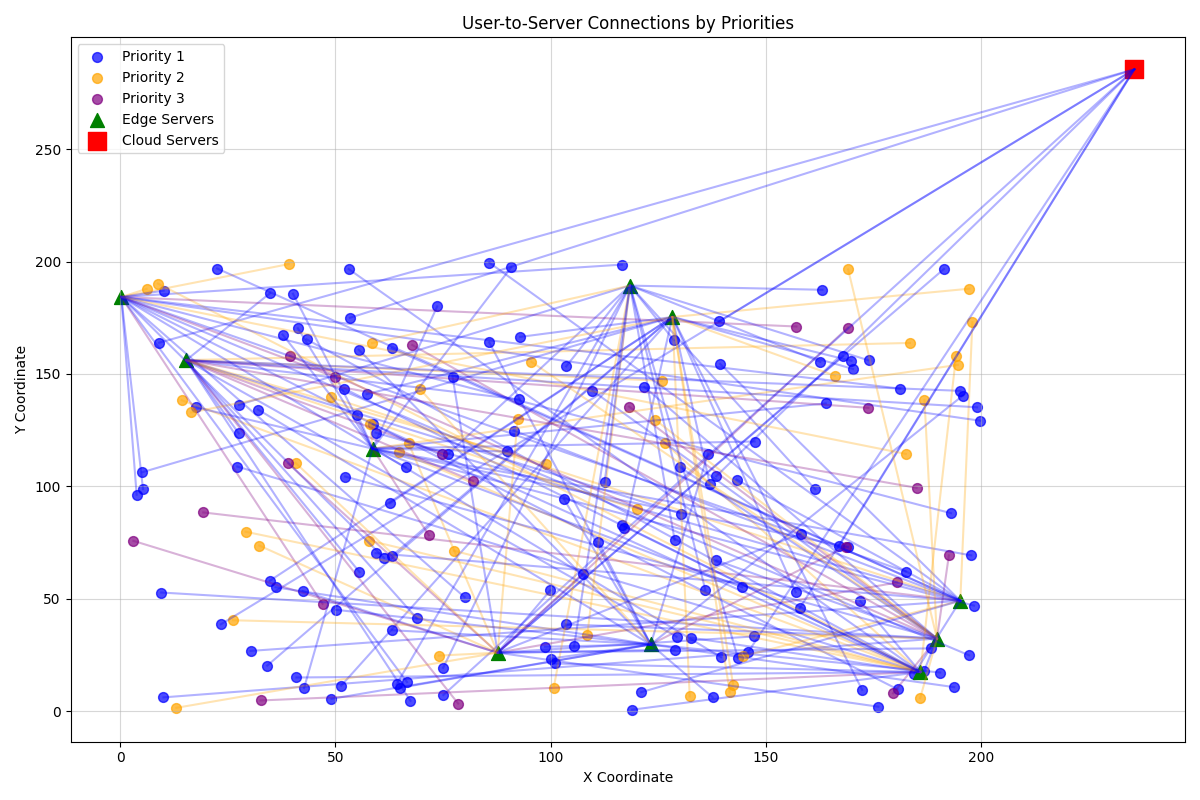 User-to-Server Connections by Priorities
Priority 1
Priority 2
Priority 3
Edge Servers
Cloud Servers
Y Coordinate
250
200
150
100
50
0
0 50 100 150 200
X Coordinate